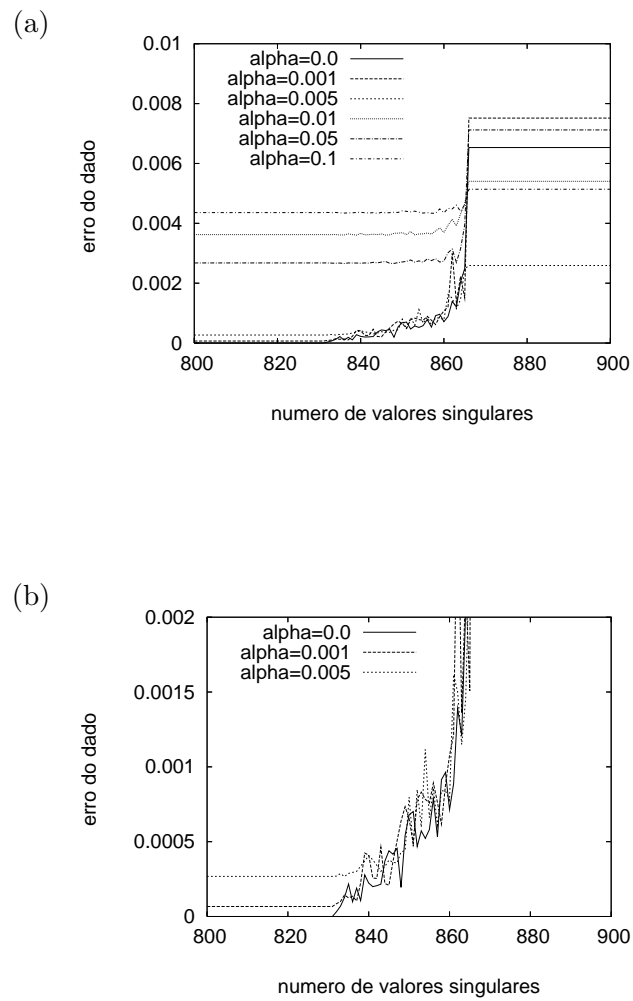 (a)
0.01
0.008
0.006
0.004
0.002
0
erro do dado
alpha=0.0
alpha=0.001
alpha=0.005
alpha=0.01
alpha=0.05
alpha=0.1
800 820 840 860 880 900
numero de valores singulares
(b)
0.002
0.0015
0.001
0.0005
0
erro do dado
alpha=0.0
alpha=0.001
alpha=0.005
800 820 840 860 880 900
numero de valores singulares